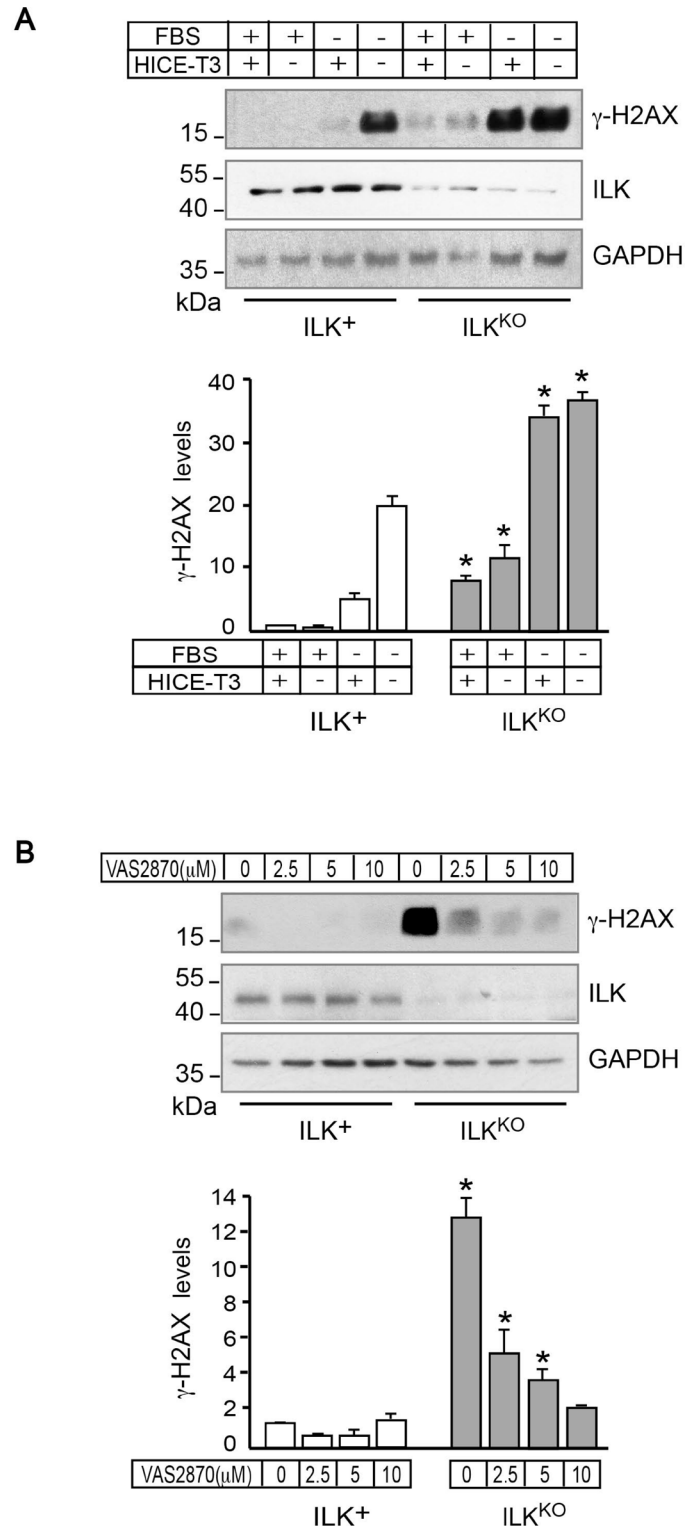 A
FBS + + - - + + - -
HICE-T3 + - + - + - + -
15 γ-H2AX
55
40 ILK
35 GAPDH
kDa
ILK+ ILKKO
γ-H2AX levels
40
30
20
10
0
FBS + + - - + + - -
HICE-T3 + - + - + - + -
ILK+ ILKKO
* * * *
B
VAS2870(μM) 0 2.5 5 10 0 2.5 5 10
15 γ-H2AX
55
40 ILK
35 GAPDH
kDa
ILK+ ILKKO
γ-H2AX levels
14
12
10
8
6
4
2
0
* * *
VAS2870(μM) 0 2.5 5 10 0 2.5 5 10
ILK+ ILKKO